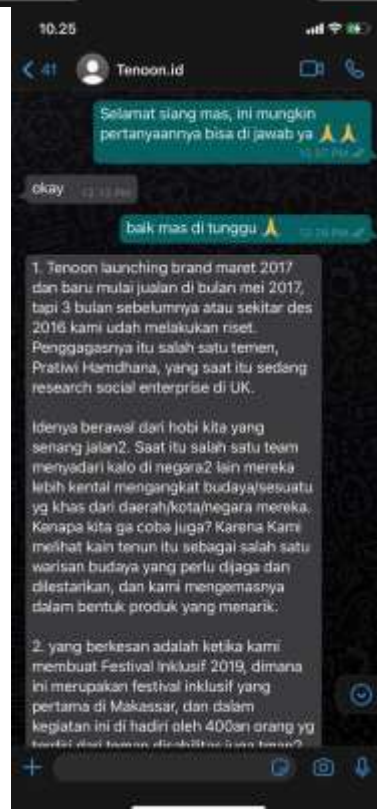 10.25
41
Tenoon.id
Selamat siang mas, ini mungkin
pertanyaannya bisa di jawab ya 🙏 🙏
okay
baik mas di tunggu 🙏
1. Tenoon launching brand maret 2017
dan baru mulai jualan di bulan mei 2017,
tapi 3 bulan sebelumnya atau sekitar des
2016 kami udah melakukan riset.
Penggagasnya itu salah satu temen,
Pratiwi Hamdhana, yang saat itu sedang
research social enterprise di UK.
Idenya berawal dari hobi kita yang
senang jalan2. Saat itu salah satu team
menyadari kalo di negara2 lain mereka
lebih kental mengangkat budaya/sesuatu
yg khas dari daerah/kota/negara mereka.
Kenapa kita ga coba juga? Karena Kami
melihat kain tenun itu sebagai salah satu
warisan budaya yang perlu dijaga dan
dilestarikan, dan kami mengemasnya
dalam bentuk produk yang menarik.
2. yang berkesan adalah ketika kami
membuat Festival Inklusif 2019, dimana
ini merupakan festival inklusif yang
pertama di Makassar, dan dalam
kegiatan ini di hadiri oleh 400an orang yg
terdiri dari teman disabilitas juga